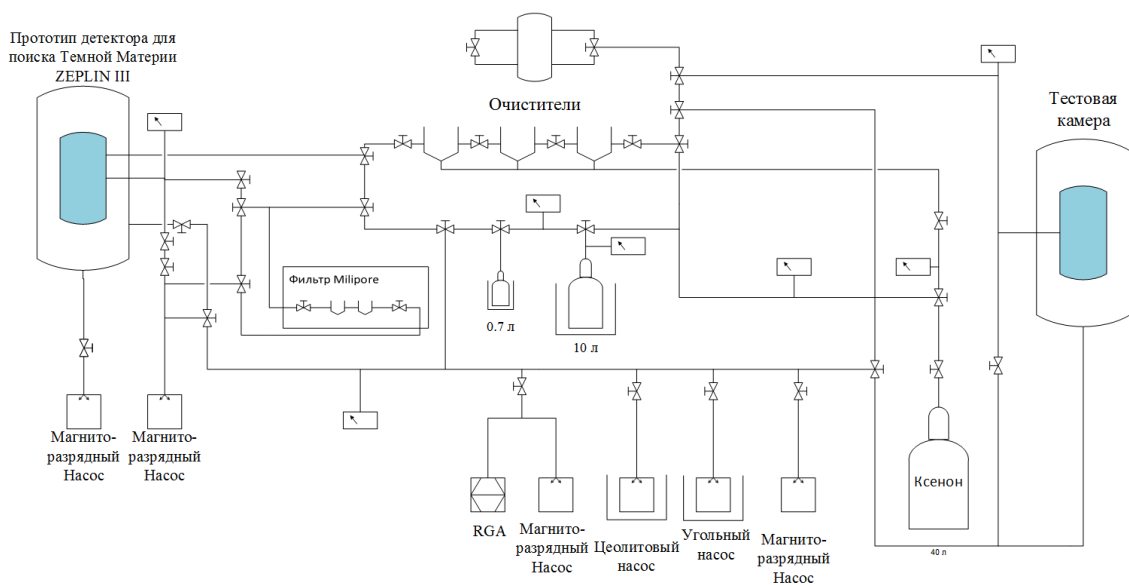 Прототип детектора для
поиска Темной Материи
ZEPLIN III
Очистители
Тестовая
камера
Фильтр Milipore
0.7 л
10 л
Магнито-
разрядный
Насос
Магнито-
разрядный
Насос
RGA
Магнито-
разрядный
Насос
Цеолитовый
насос
Угольный
насос
Магнито-
разрядный
Насос
Ксенон
40 л